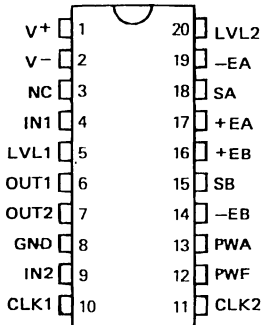 V+ 1 20 LVL2
V− 2 19 −EA
NC 3 18 SA
IN1 4 17 +EA
LVL1 5 16 +EB
OUT1 6 15 SB
OUT2 7 14 −EB
GND 8 13 PWA
IN2 9 12 PWF
CLK1 10 11 CLK2